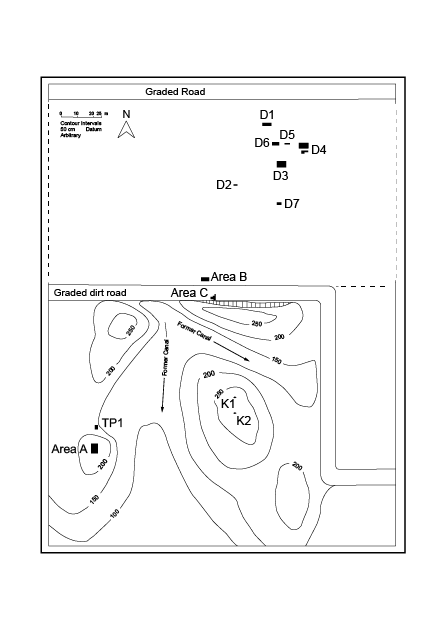 Graded Road
0 10 20 25 m
Contour Intervals
50 cm Datum
Arbitrary
N
D1
D5
D6
D4
D3
D2
D7
Area B
Graded dirt road
Area C
250
200
250
200
150
Former Canal
Former Canal
200
250
K1
K2
TP1
Area A
200
150
100
200